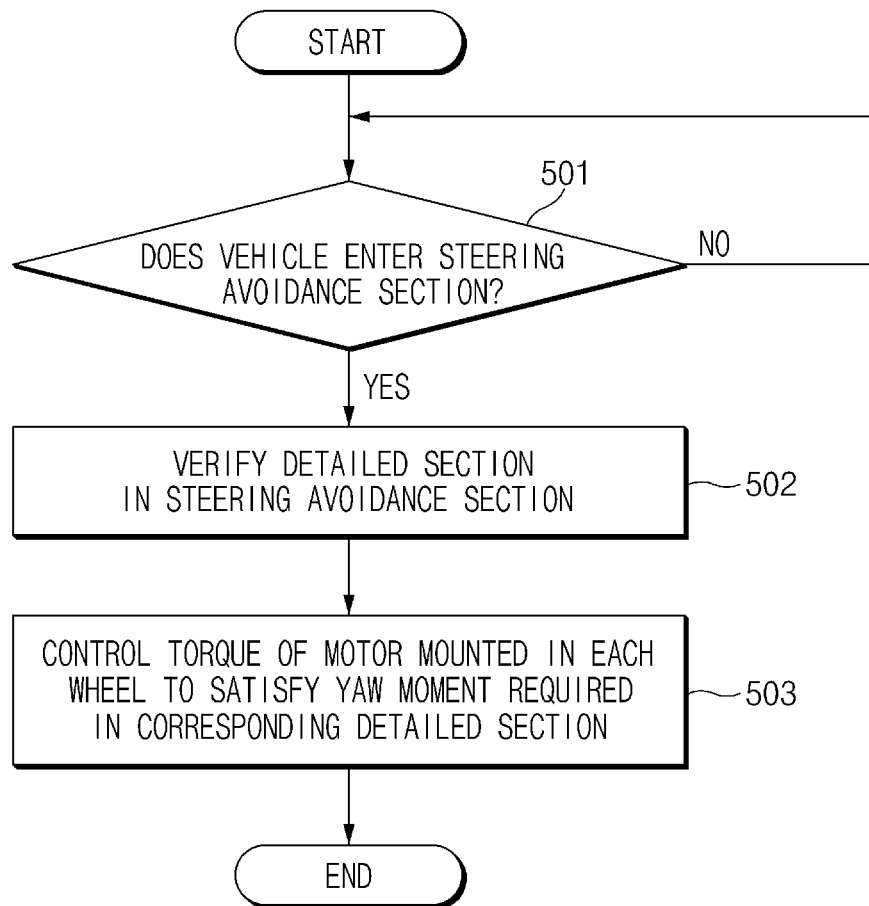 START
501
DOES VEHICLE ENTER STEERING
AVOIDANCE SECTION?
NO
YES
VERIFY DETAILED SECTION
IN STEERING AVOIDANCE SECTION
502
CONTROL TORQUE OF MOTOR MOUNTED IN EACH
WHEEL TO SATISFY YAW MOMENT REQUIRED
IN CORRESPONDING DETAILED SECTION
503
END